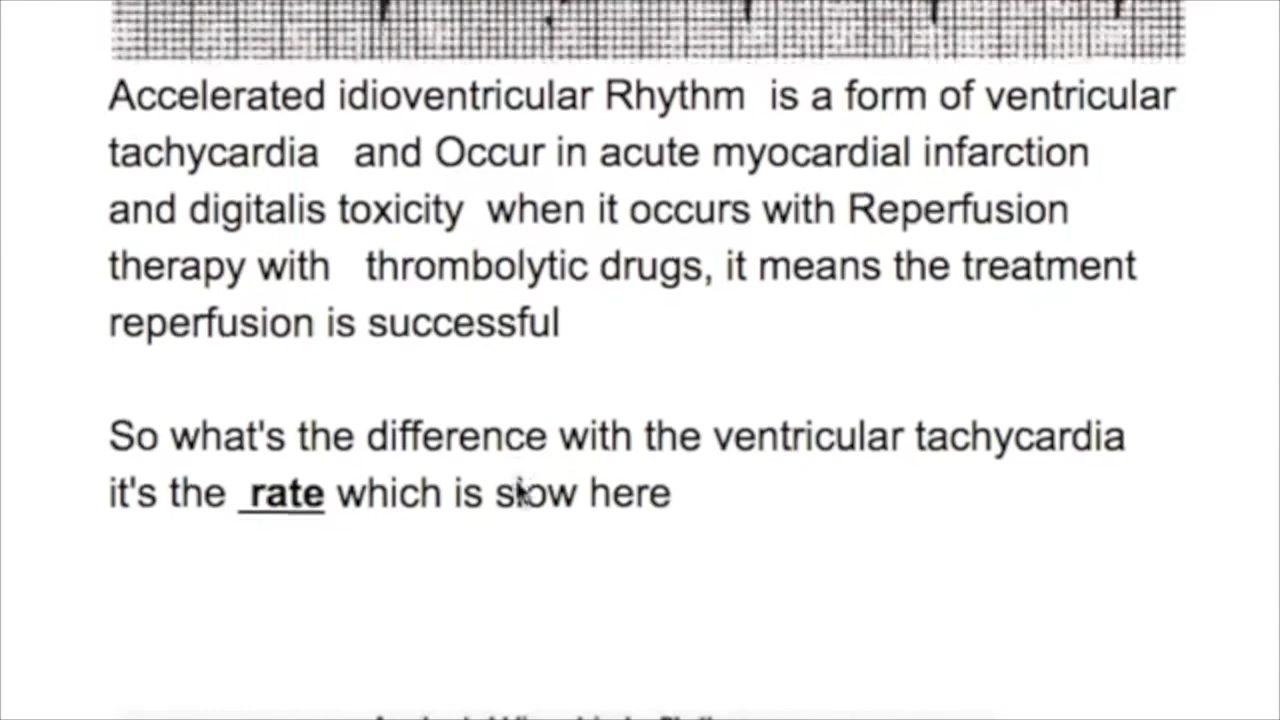 Accelerated idioventricular Rhythm is a form of ventricular
tachycardia and Occur in acute myocardial infarction
and digitalis toxicity when it occurs with Reperfusion
therapy with thrombolytic drugs, it means the treatment
reperfusion is successful
So what's the difference with the ventricular tachycardia
it's the rate which is slow here